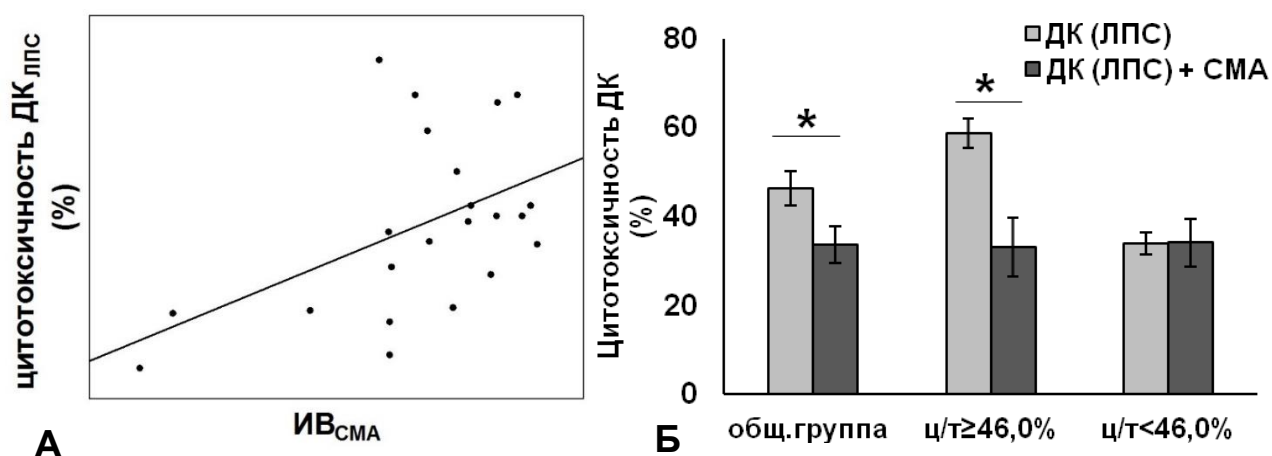 цитотоксичность ДКЛПС
(%)
ИВСМА
А
Цитотоксичность ДК
(%)
80
60
40
20
0
ДК (ЛПС)
ДК (ЛПС) + СМА
*
*
общ.группа
ц/т≥46,0%
ц/т<46,0%
Б